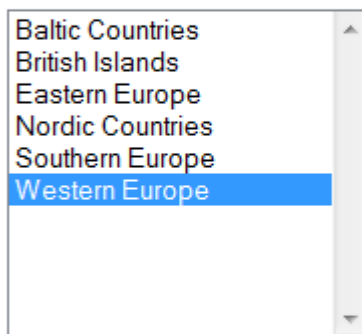 Baltic Countries
British Islands
Eastern Europe
Nordic Countries
Southern Europe
Western Europe